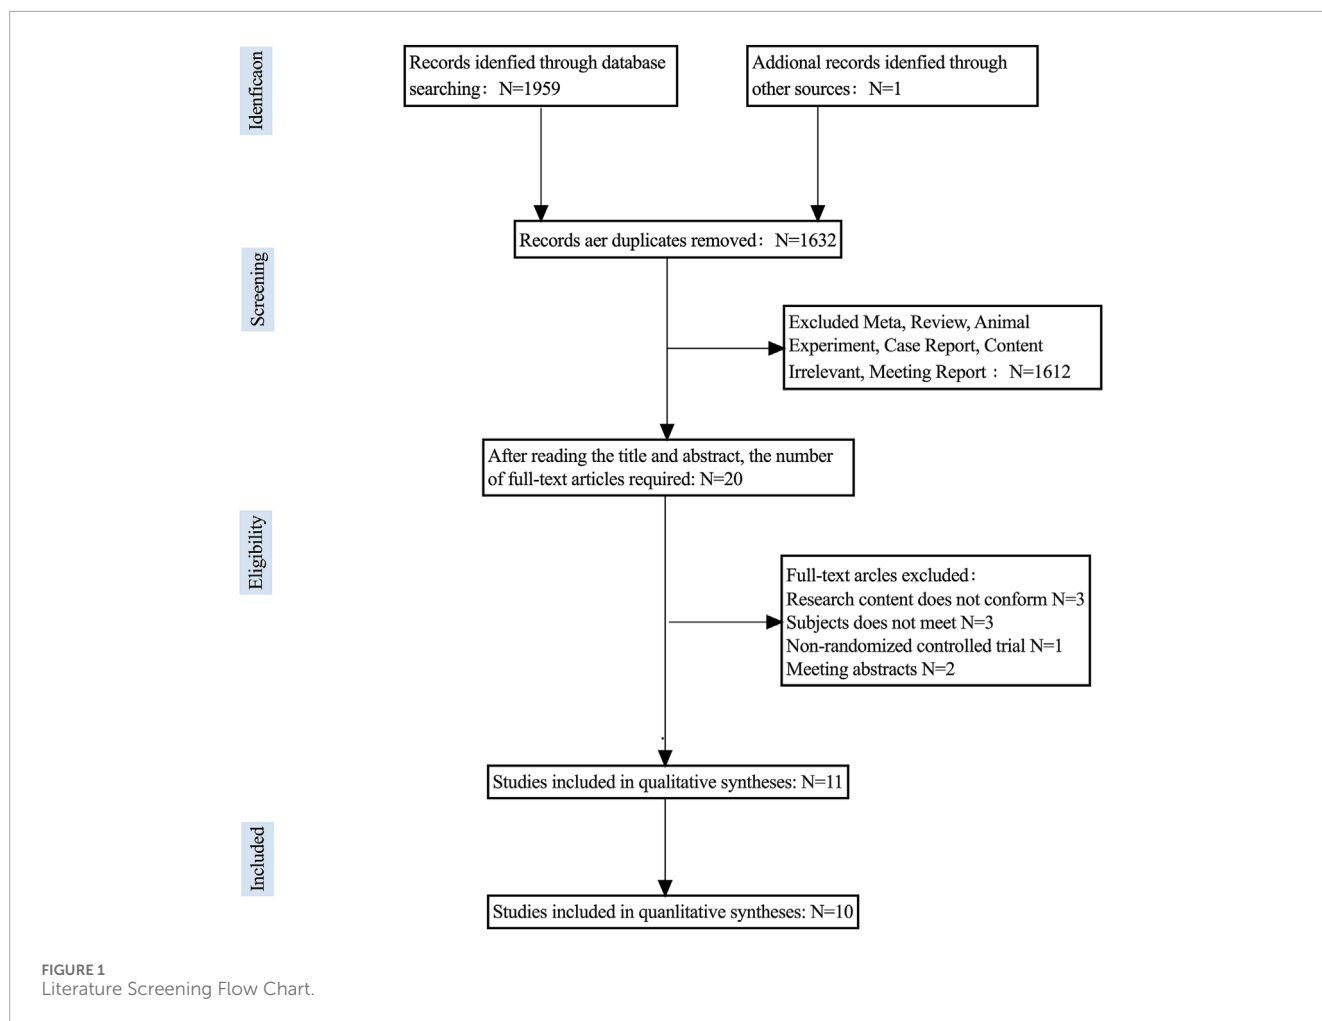 Idenficaon
Records idenfied through database
searching： N=1959
Addional records idenfied through
other sources： N=1
Records aer duplicates removed： N=1632
Screening
Excluded Meta, Review, Animal
Experiment, Case Report, Content
Irrelevant, Meeting Report： N=1612
After reading the title and abstract, the number
of full-text articles required: N=20
Eligibility
Full-text arcles excluded：
Research content does not conform N=3
Subjects does not meet N=3
Non-randomized controlled trial N=1
Meeting abstracts N=2
Studies included in qualitative syntheses: N=11
Included
Studies included in quanlitative syntheses: N=10
FIGURE 1
Literature Screening Flow Chart.